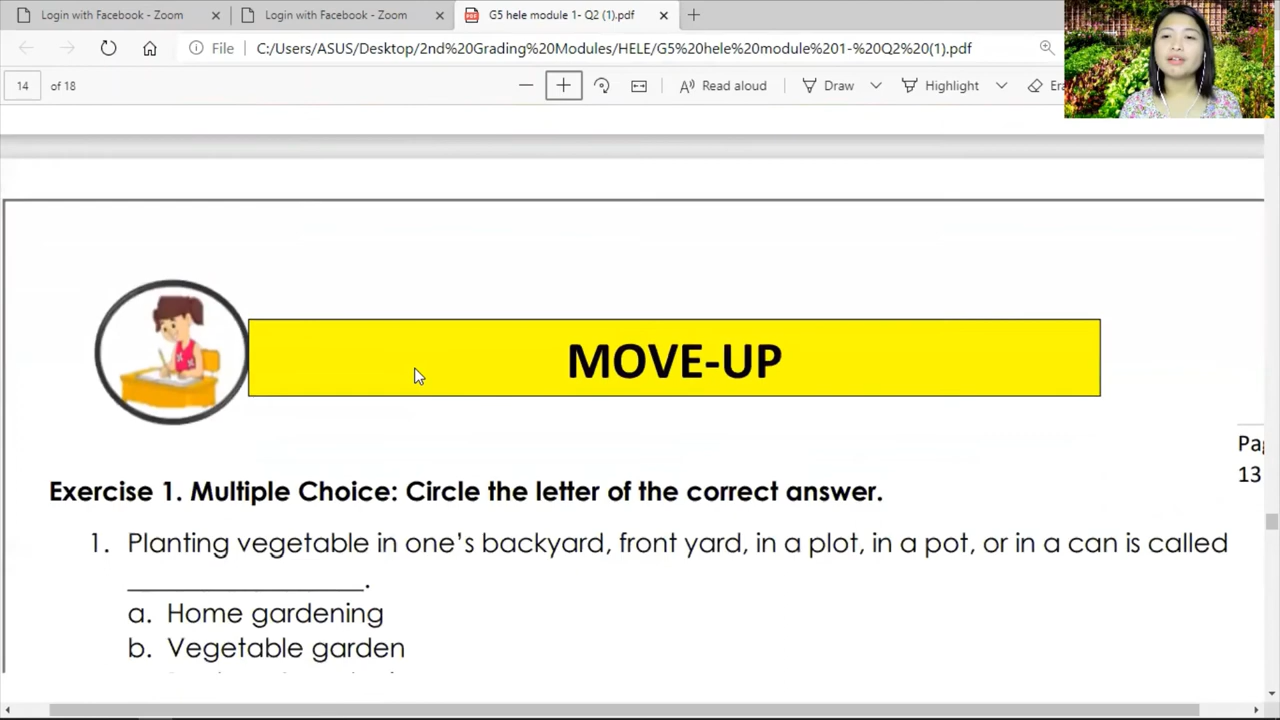 Login with Facebook - Zoom
Login with Facebook - Zoom
G5 hele module 1- Q2 (1).pdf
File
C:/Users/ASUS/Desktop/2nd%20Grading%20Modules/HELE/G5%20hele%20module%201-%20Q2%20(1).pdf
14 of 18
Read aloud
Draw
Highlight
MOVE-UP
13
Exercise 1. Multiple Choice: Circle the letter of the correct answer.
1. Planting vegetable in one's backyard, front yard, in a plot, in a pot, or in a can is called
_________________.
a. Home gardening
b. Vegetable garden